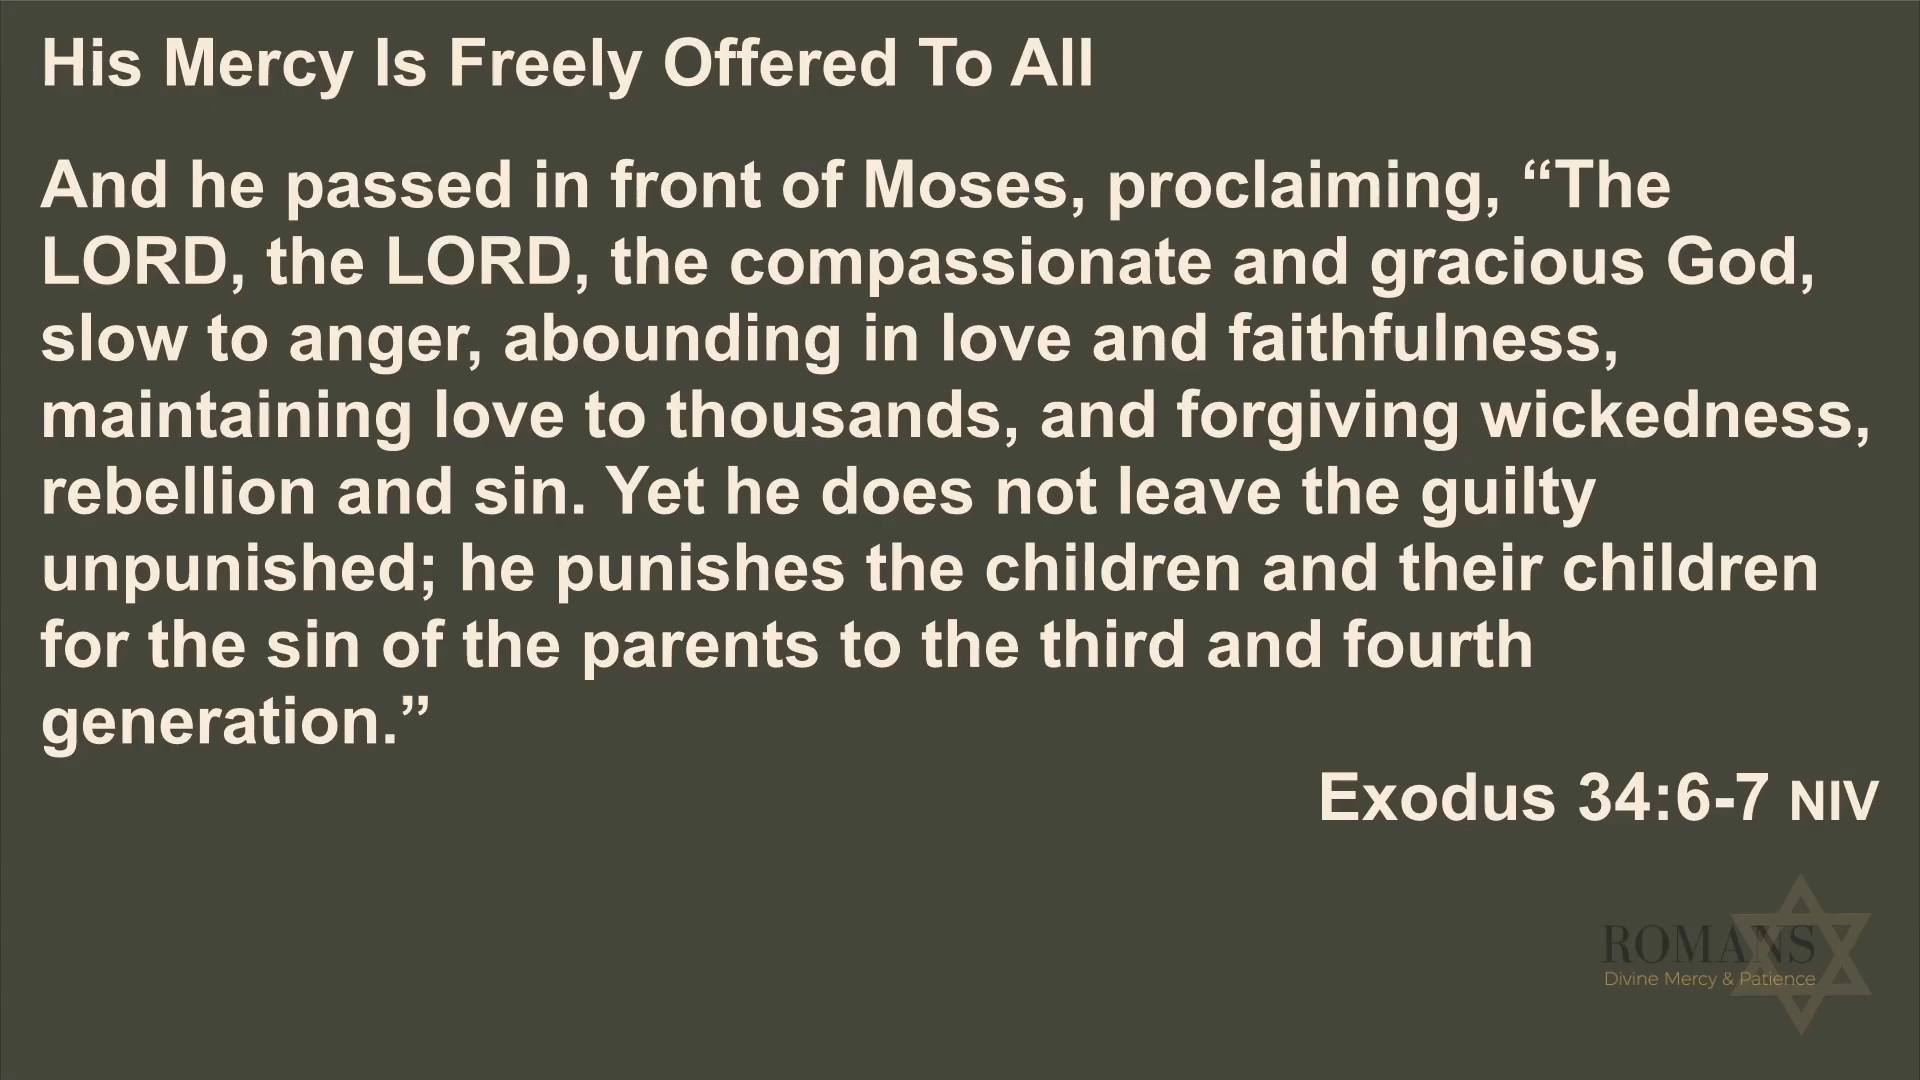 His Mercy Is Freely Offered To All
And he passed in front of Moses, proclaiming, “The
LORD, the LORD, the compassionate and gracious God,
slow to anger, abounding in love and faithfulness,
maintaining love to thousands, and forgiving wickedness,
rebellion and sin. Yet he does not leave the guilty
unpunished; he punishes the children and their children
for the sin of the parents to the third and fourth
generation.”
Exodus 34:6-7 NIV
ROMANS
Divine Mercy & Patience